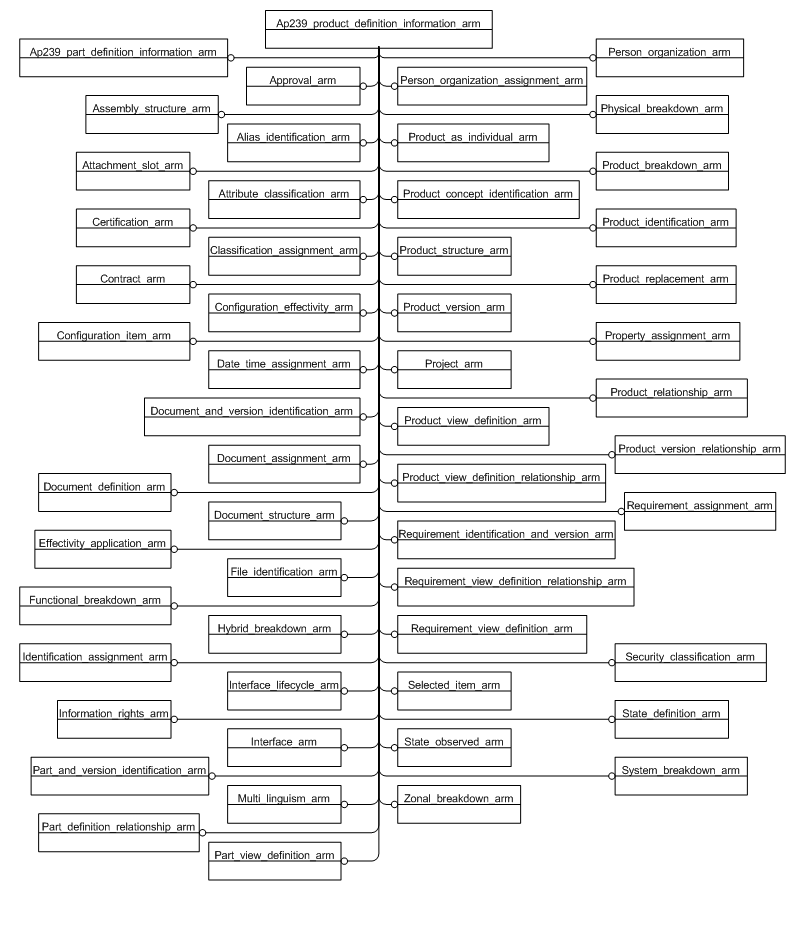 Ap239_product_definition_information_arm
Ap239_part_definition_information_arm
Person_organization_arm
Approval_arm
Person_organization_assignment_arm
Assembly_structure_arm
Physical_breakdown_arm
Alias_identification_arm
Product_as_individual_arm
Attachment_slot_arm
Product_breakdown_arm
Attribute_classification_arm
Product_concept_identification_arm
Certification_arm
Product_identification_arm
Classification_assignment_arm
Product_structure_arm
Contract_arm
Product_replacement_arm
Configuration_effectivity_arm
Product_version_arm
Configuration_item_arm
Property_assignment_arm
Date_time_assignment_arm
Project_arm
Product_relationship_arm
Document_and_version_identification_arm
Product_view_definition_arm
Product_version_relationship_arm
Document_assignment_arm
Product_view_definition_relationship_arm
Document_definition_arm
Requirement_assignment_arm
Document_structure_arm
Requirement_identification_and_version_arm
Effectivity_application_arm
File_identification_arm
Requirement_view_definition_relationship_arm
Functional_breakdown_arm
Hybrid_breakdown_arm
Requirement_view_definition_arm
Identification_assignment_arm
Security_classification_arm
Interface_lifecycle_arm
Selected_item_arm
Information_rights_arm
State_definition_arm
Interface_arm
State_observed_arm
Part_and_version_identification_arm
System_breakdown_arm
Multi_linguism_arm
Zonal_breakdown_arm
Part_definition_relationship_arm
Part_view_definition_arm